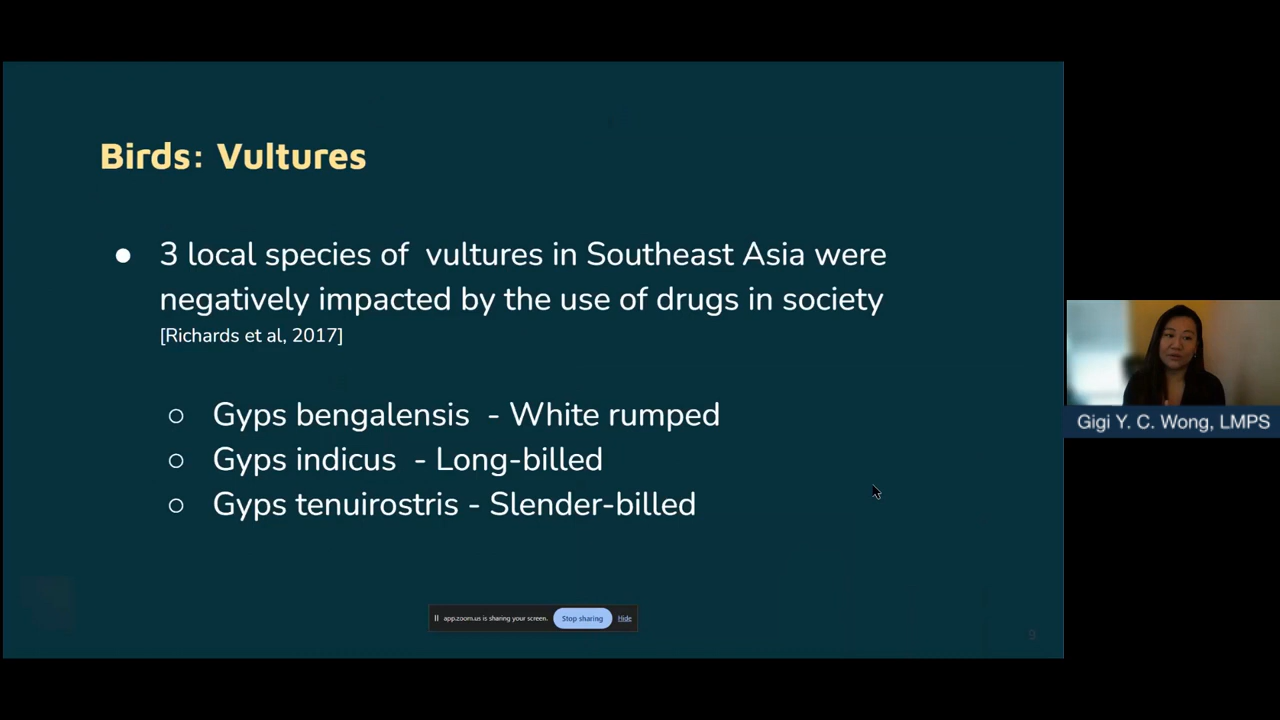 Birds: Vultures
● 3 local species of  vultures in Southeast Asia were
negatively impacted by the use of drugs in society
[Richards et al, 2017]
○ Gyps bengalensis  - White rumped
○ Gyps indicus  - Long-billed
○ Gyps tenuirostris - Slender-billed
Gigi Y. C. Wong, LMPS
app.zoom.us is sharing your screen. Stop sharing Hide
9